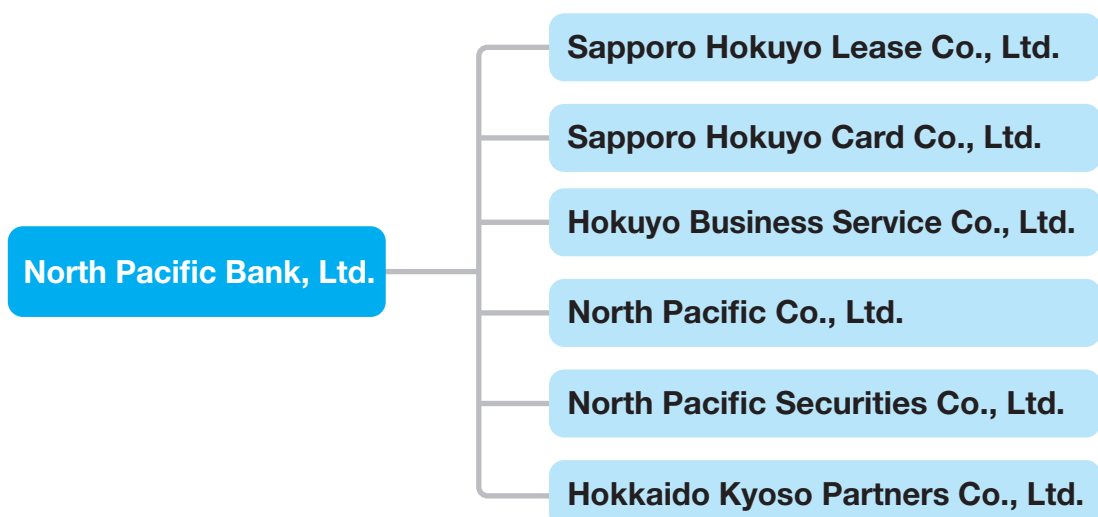 Sapporo Hokuyo Lease Co., Ltd.
Sapporo Hokuyo Card Co., Ltd.
Hokuyo Business Service Co., Ltd.
North Pacific Bank, Ltd.
North Pacific Co., Ltd.
North Pacific Securities Co., Ltd.
Hokkaido Kyoso Partners Co., Ltd.